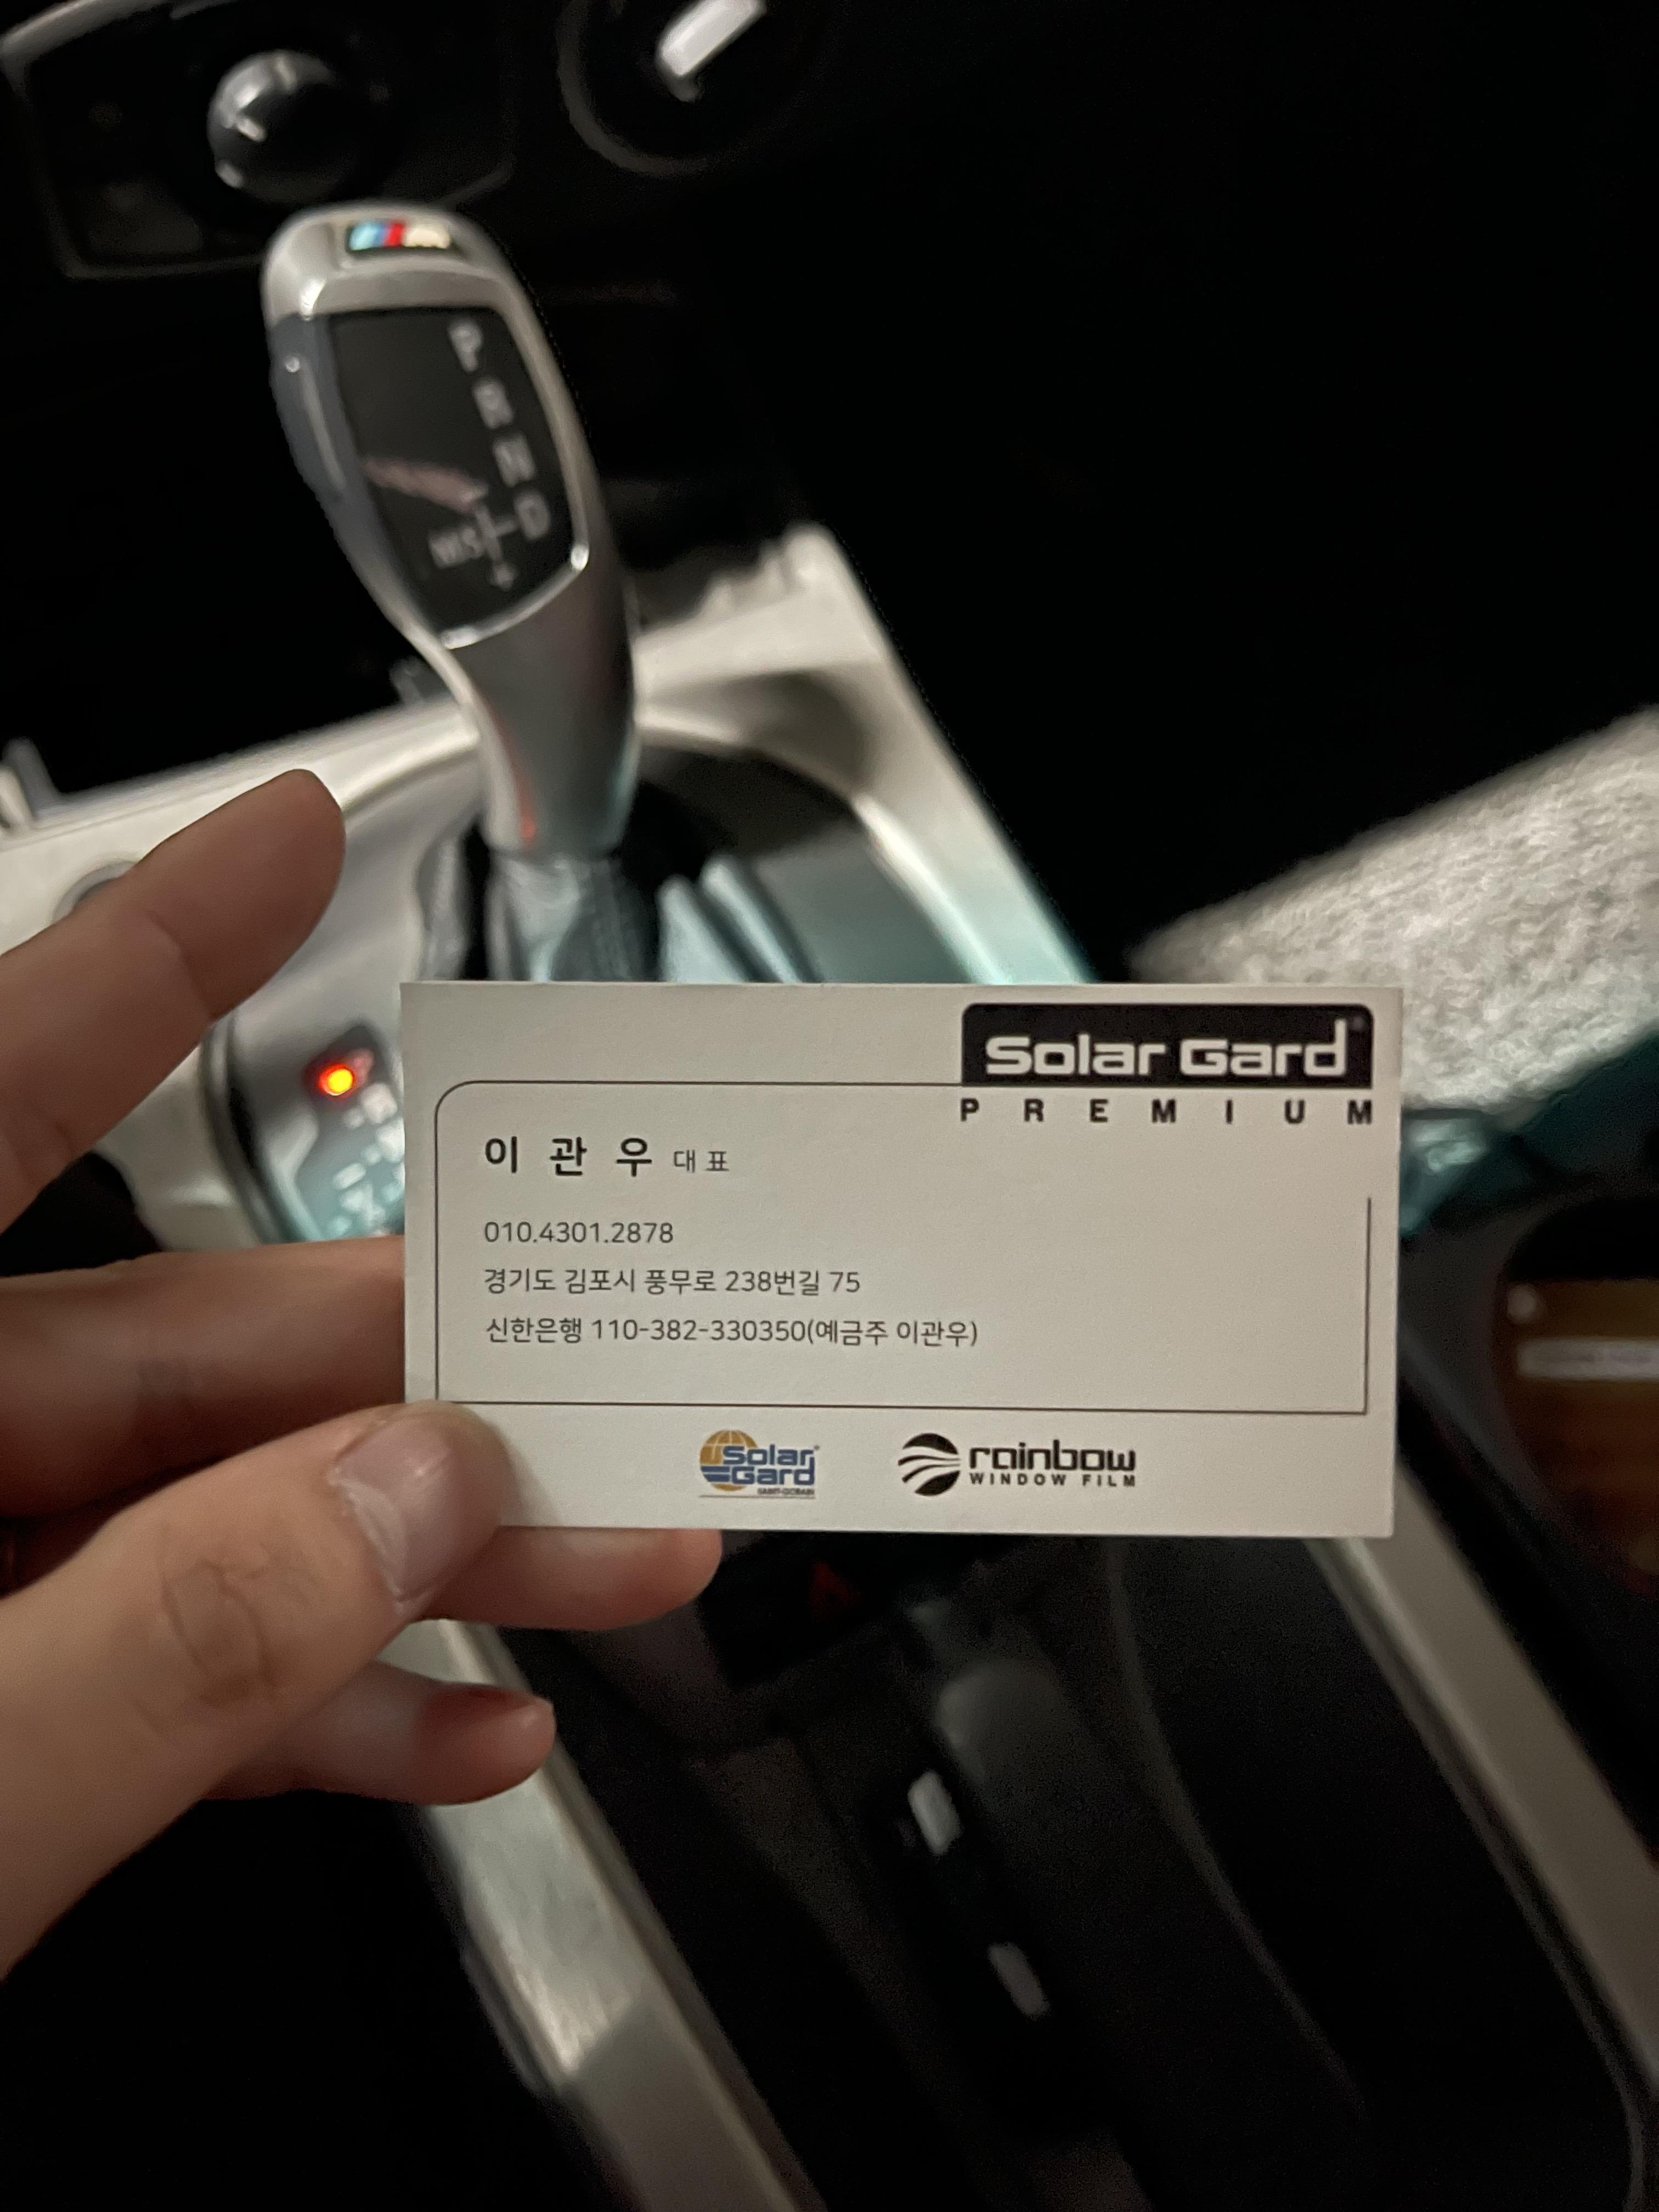 P
R
N
D
M/S
Solar Gard®
PREMIUM
이 관 우 대표
010.4301.2878
경기도 김포시 풍무로 238번길 75
신한은행 110-382-330350(예금주 이관우)
Solar Gard®
SAINT-GOBAIN
rainbow
WINDOW FILM